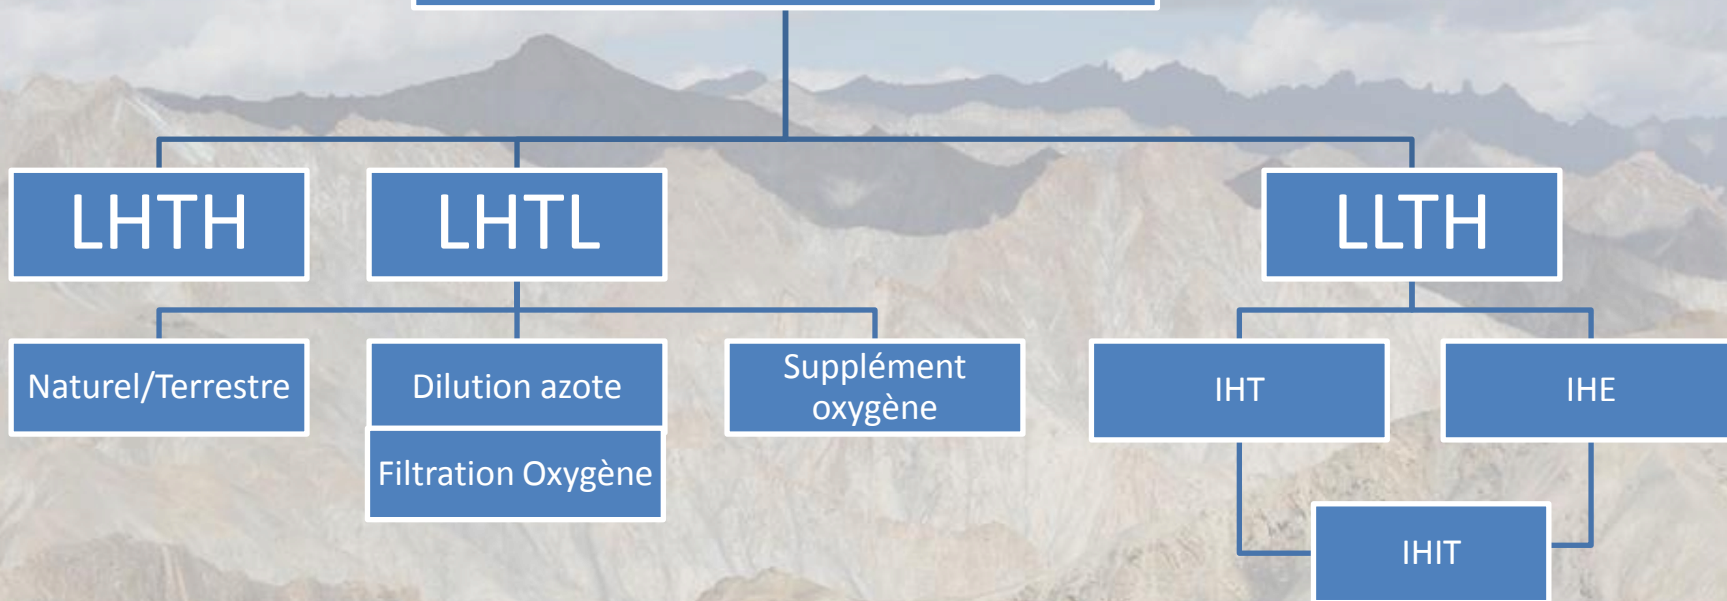 LHTH
LHTL
LLTH
Naturel/Terrestre
Dilution azote
Supplément
oxygène
IHT
IHE
Filtration Oxygène
IHIT